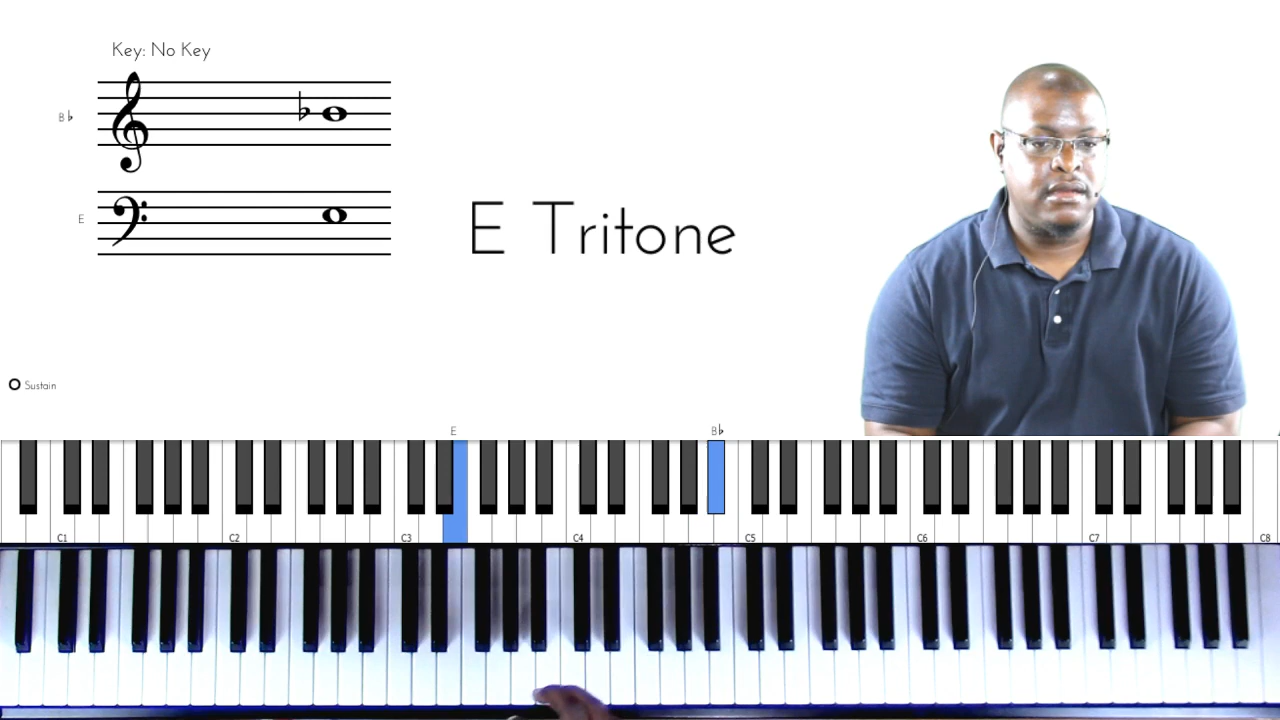 Key: No Key
B♭
E
E Tritone
Sustain
E B♭
C1 C2 C3 C4 C5 C6 C7 C8